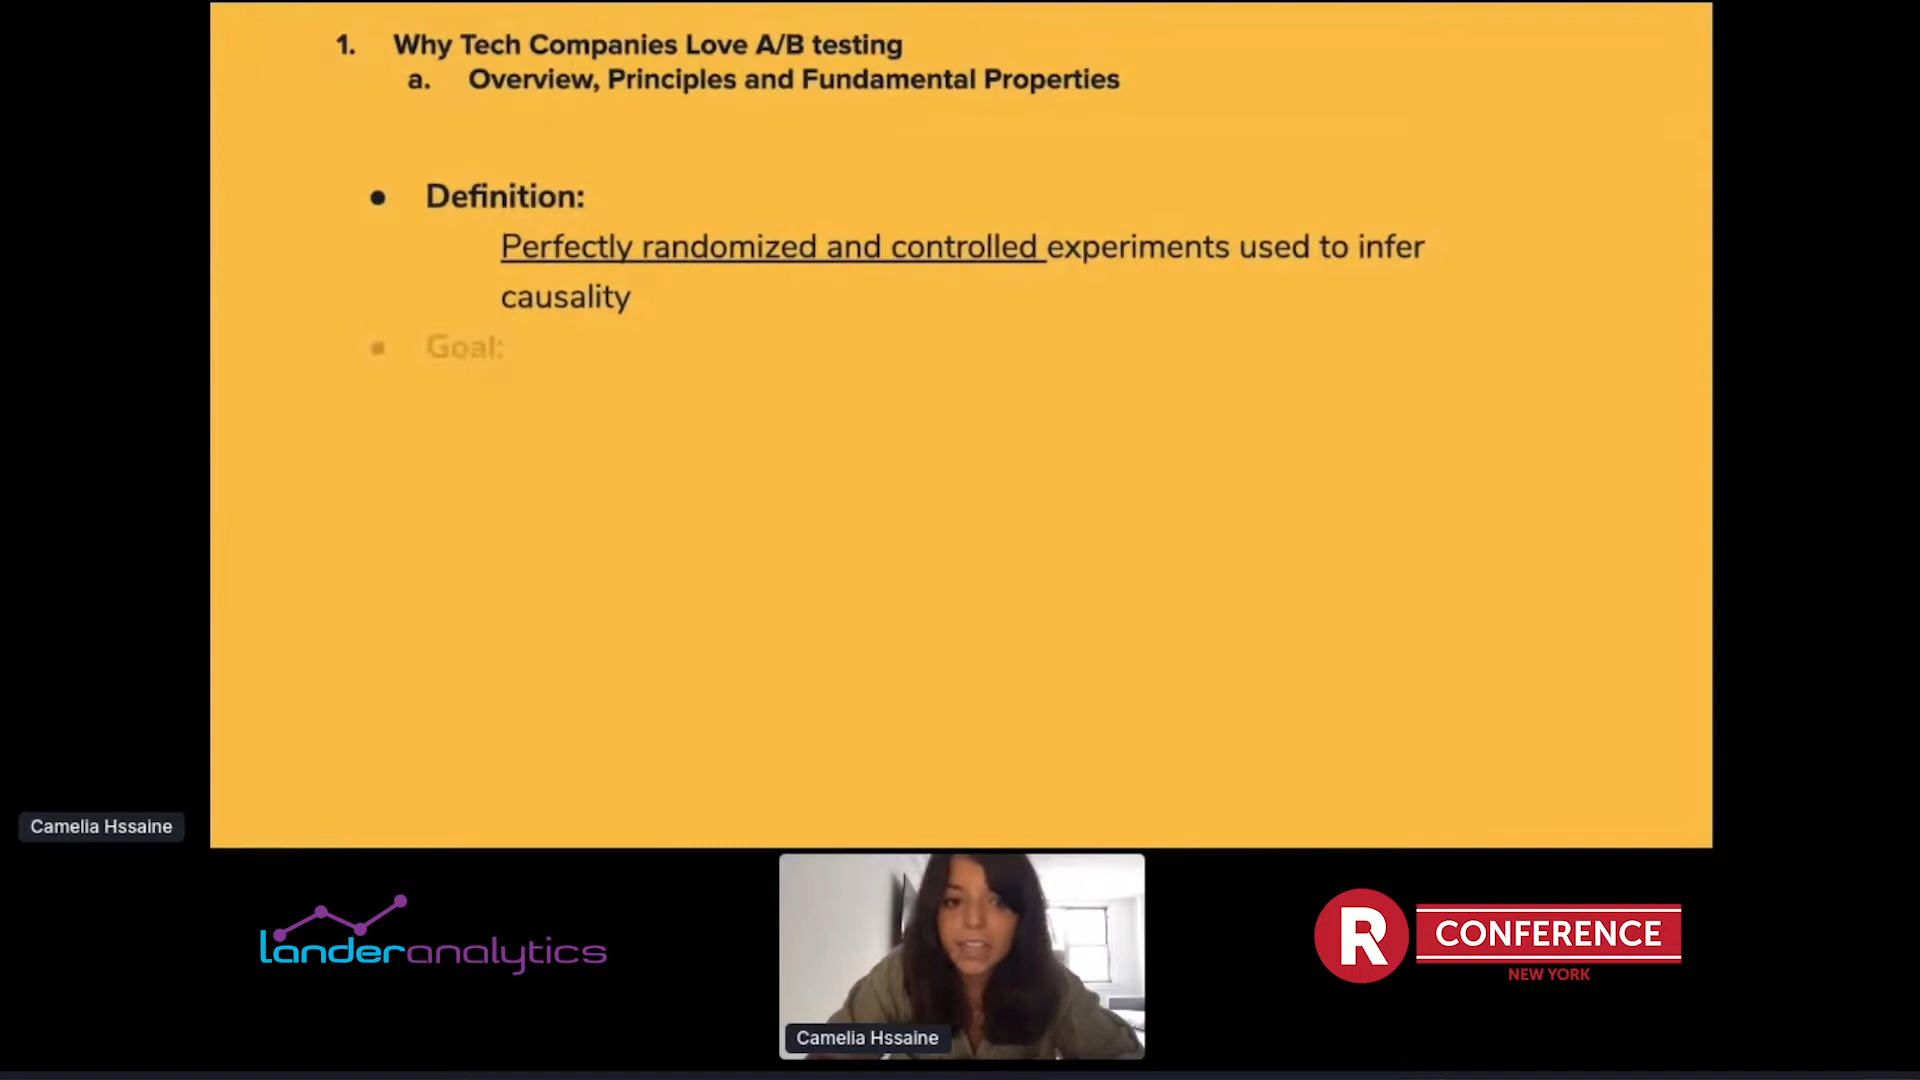 1. Why Tech Companies Love A/B testing
a. Overview, Principles and Fundamental Properties
● Definition:
Perfectly randomized and controlled experiments used to infer
causality
● Goal:
Camelia Hssaine
landeranalytics
Camelia Hssaine
R CONFERENCE
NEW YORK